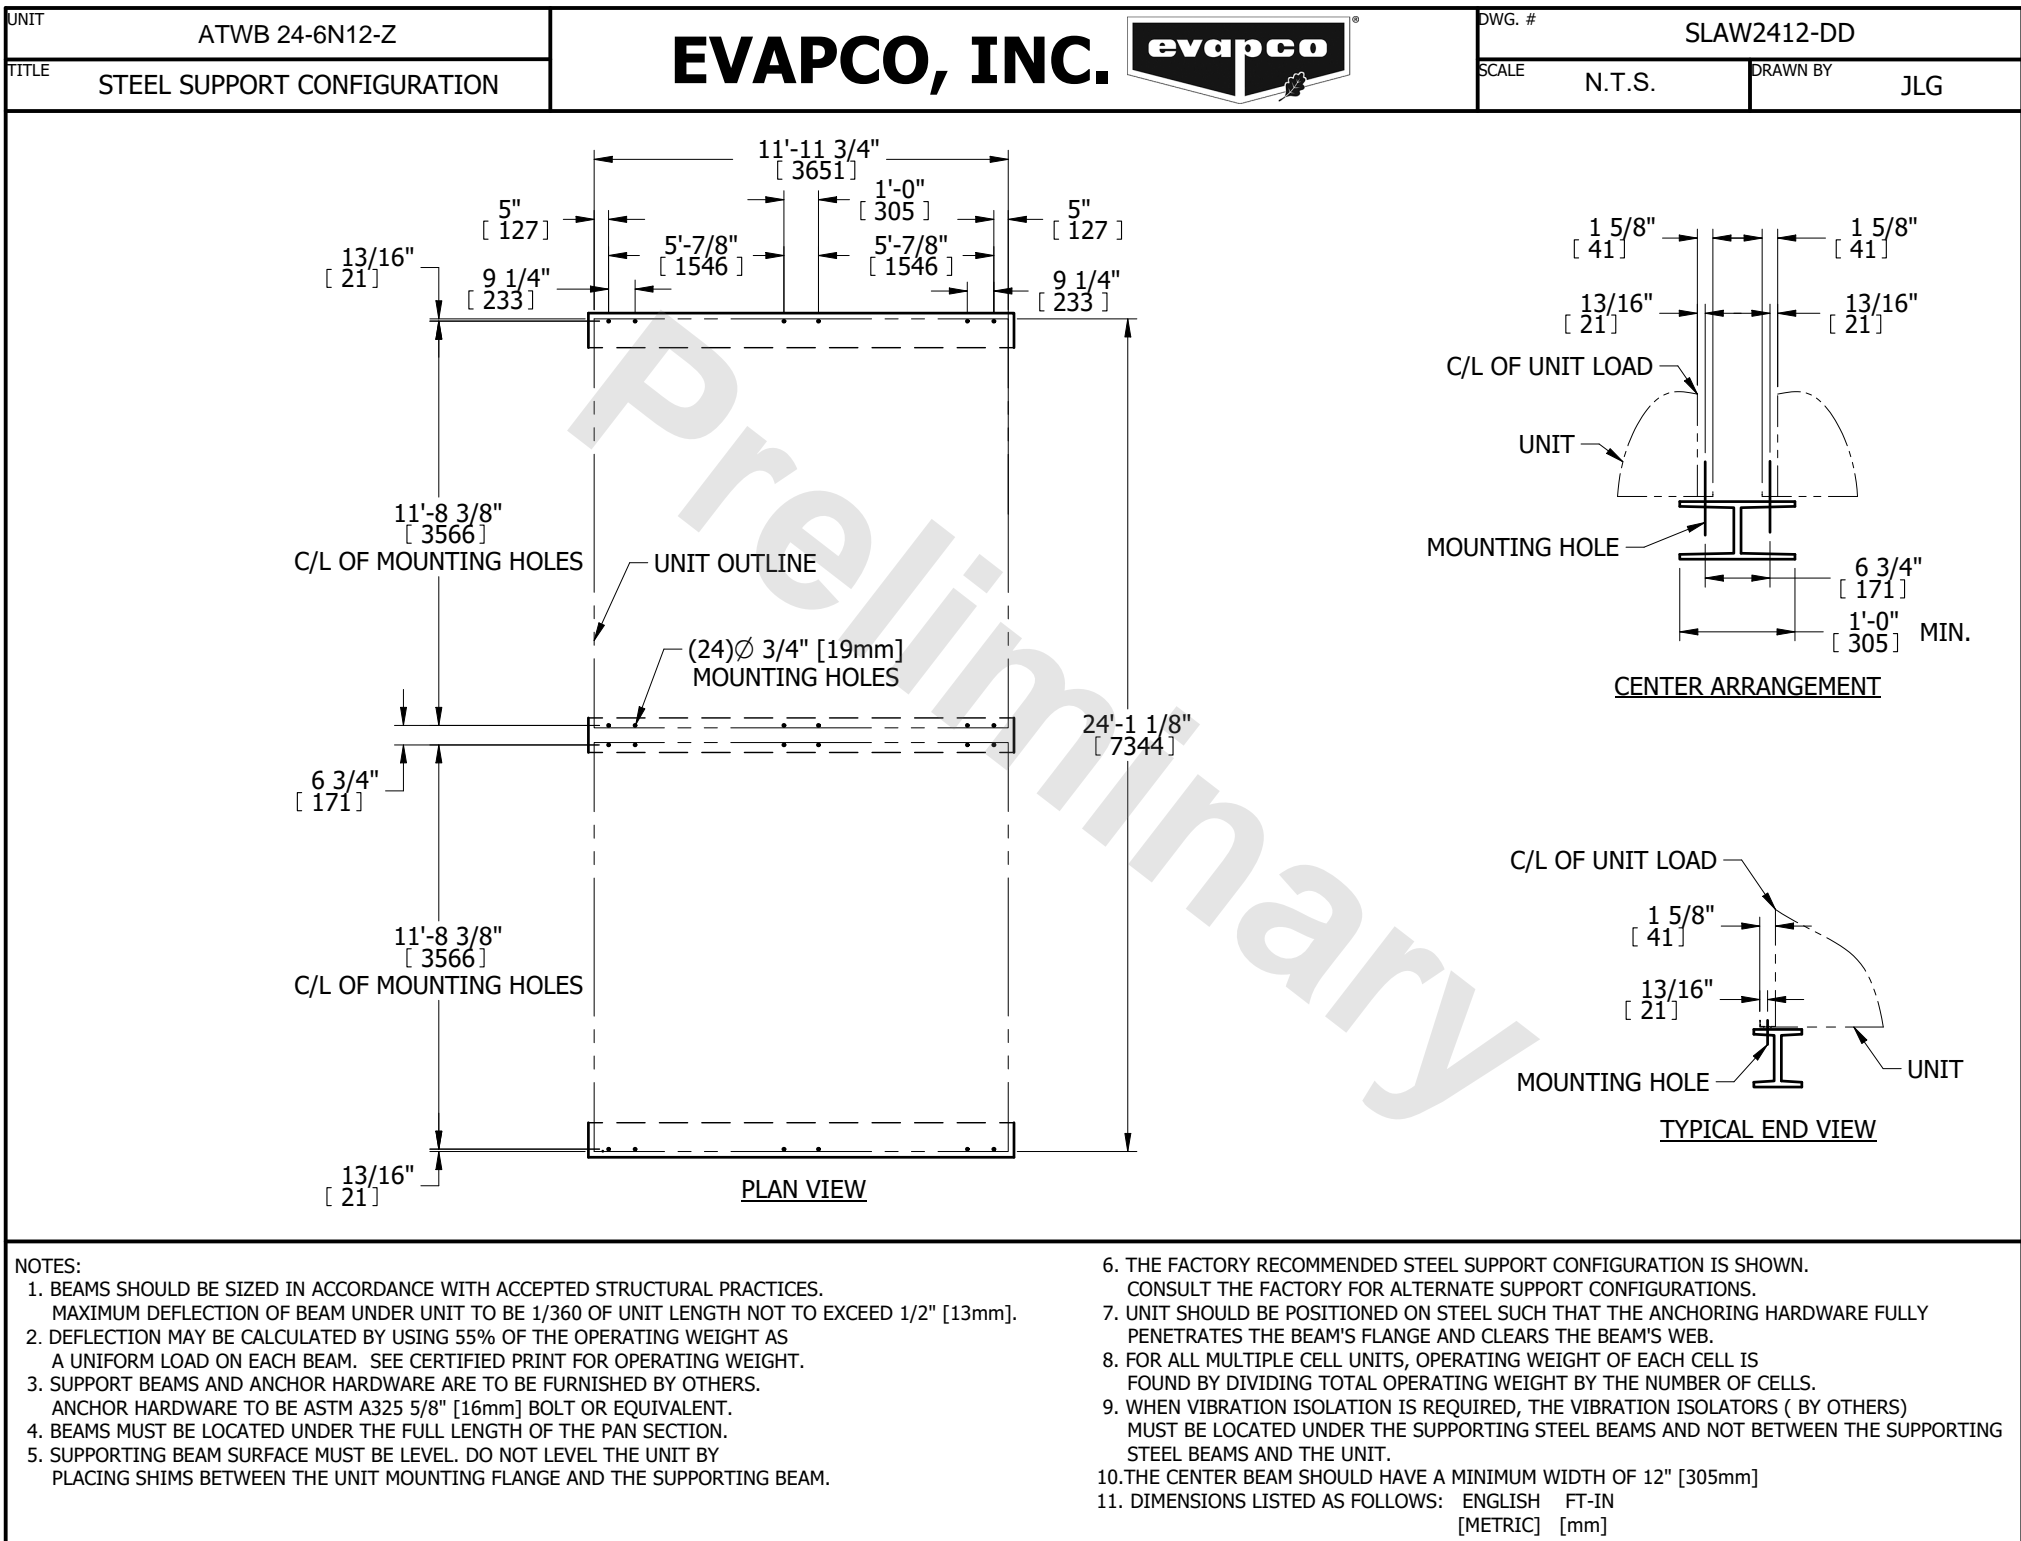 UNIT
ATWB 24-6N12-Z
TITLE
STEEL SUPPORT CONFIGURATION
EVAPCO, INC.
evapco
®
DWG. #
SLAW2412-DD
SCALE
N.T.S.
DRAWN BY
JLG
11'-11 3/4"
[ 3651]
1'-0"
[ 305 ]
5"
[ 127]
5"
[ 127 ]
5'-7/8"
[ 1546 ]
5'-7/8"
[ 1546 ]
13/16"
[ 21]
9 1/4"
[ 233]
9 1/4"
[ 233 ]
11'-8 3/8"
[ 3566]
C/L OF MOUNTING HOLES
UNIT OUTLINE
(24)Ø 3/4" [19mm]
MOUNTING HOLES
24'-1 1/8"
[ 7344]
6 3/4"
[ 171]
11'-8 3/8"
[ 3566]
C/L OF MOUNTING HOLES
13/16"
[ 21]
PLAN VIEW
Preliminary
1 5/8"
[ 41]
1 5/8"
[ 41]
13/16"
[ 21]
13/16"
[ 21]
C/L OF UNIT LOAD
UNIT
MOUNTING HOLE
6 3/4"
[ 171]
1'-0"
[ 305] MIN.
CENTER ARRANGEMENT
C/L OF UNIT LOAD
1 5/8"
[ 41]
13/16"
[ 21]
MOUNTING HOLE
UNIT
TYPICAL END VIEW
NOTES:
1. BEAMS SHOULD BE SIZED IN ACCORDANCE WITH ACCEPTED STRUCTURAL PRACTICES.
MAXIMUM DEFLECTION OF BEAM UNDER UNIT TO BE 1/360 OF UNIT LENGTH NOT TO EXCEED 1/2" [13mm].
2. DEFLECTION MAY BE CALCULATED BY USING 55% OF THE OPERATING WEIGHT AS
A UNIFORM LOAD ON EACH BEAM. SEE CERTIFIED PRINT FOR OPERATING WEIGHT.
3. SUPPORT BEAMS AND ANCHOR HARDWARE ARE TO BE FURNISHED BY OTHERS.
ANCHOR HARDWARE TO BE ASTM A325 5/8" [16mm] BOLT OR EQUIVALENT.
4. BEAMS MUST BE LOCATED UNDER THE FULL LENGTH OF THE PAN SECTION.
5. SUPPORTING BEAM SURFACE MUST BE LEVEL. DO NOT LEVEL THE UNIT BY
PLACING SHIMS BETWEEN THE UNIT MOUNTING FLANGE AND THE SUPPORTING BEAM.
6. THE FACTORY RECOMMENDED STEEL SUPPORT CONFIGURATION IS SHOWN.
CONSULT THE FACTORY FOR ALTERNATE SUPPORT CONFIGURATIONS.
7. UNIT SHOULD BE POSITIONED ON STEEL SUCH THAT THE ANCHORING HARDWARE FULLY
PENETRATES THE BEAM'S FLANGE AND CLEARS THE BEAM'S WEB.
8. FOR ALL MULTIPLE CELL UNITS, OPERATING WEIGHT OF EACH CELL IS
FOUND BY DIVIDING TOTAL OPERATING WEIGHT BY THE NUMBER OF CELLS.
9. WHEN VIBRATION ISOLATION IS REQUIRED, THE VIBRATION ISOLATORS ( BY OTHERS)
MUST BE LOCATED UNDER THE SUPPORTING STEEL BEAMS AND NOT BETWEEN THE SUPPORTING
STEEL BEAMS AND THE UNIT.
10.THE CENTER BEAM SHOULD HAVE A MINIMUM WIDTH OF 12" [305mm]
11. DIMENSIONS LISTED AS FOLLOWS: ENGLISH FT-IN
[METRIC] [mm]